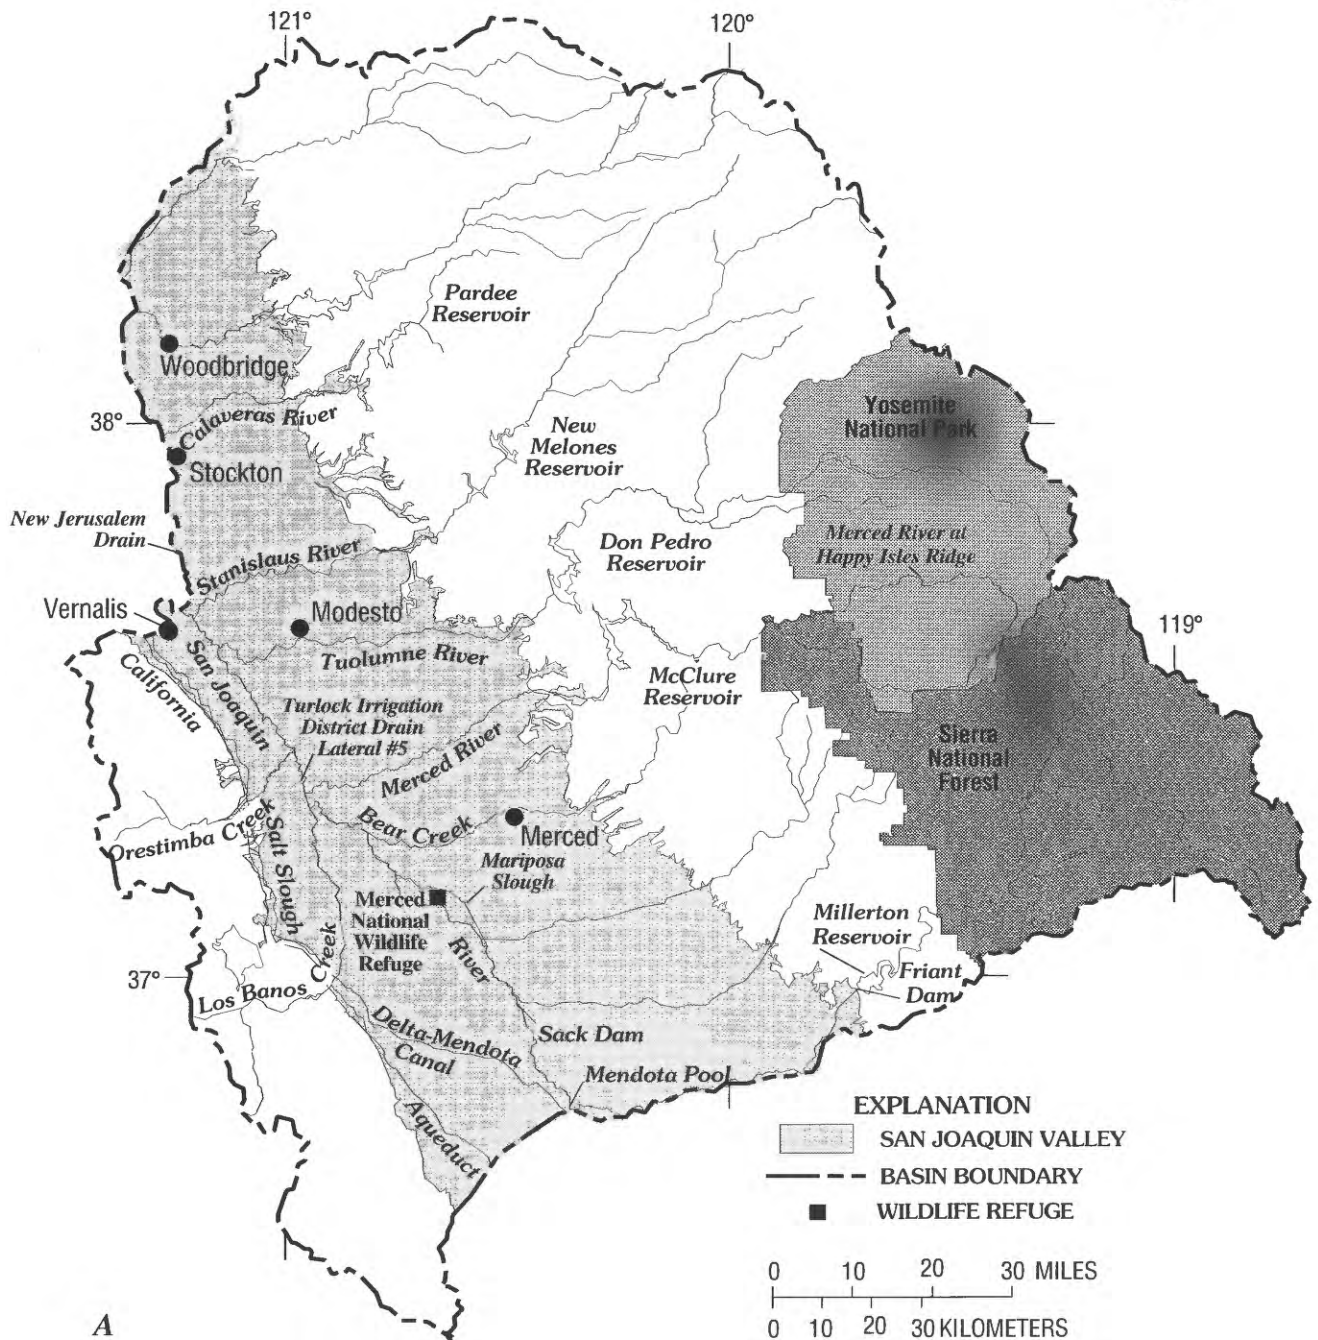 121°
120°
Pardee
Reservoir
Woodbridge
Calaveras River
38°
Stockton
New
Melones
Reservoir
Yosemite
National Park
New Jerusalem
Drain
Stanislaus River
Don Pedro
Reservoir
Merced River at
Happy Isles Ridge
Vernalis
Modesto
119°
San Joaquin
Tuolumne River
California
McClure
Reservoir
Turlock Irrigation
District Drain
Lateral #5
Merced River
Sierra
National
Forest
Orestimba Creek
Salt Slough
Bear Creek
Merced
Mariposa
Slough
Merced
National
Wildlife
Refuge
River
Millerton
Reservoir
Friant
Dam
37°
Los Banos Creek
Delta-Mendota
Canal
Sack Dam
Mendota Pool
Aqueduct
EXPLANATION
SAN JOAQUIN VALLEY
BASIN BOUNDARY
WILDLIFE REFUGE
0 10 20 30 MILES
0 10 20 30 KILOMETERS
A